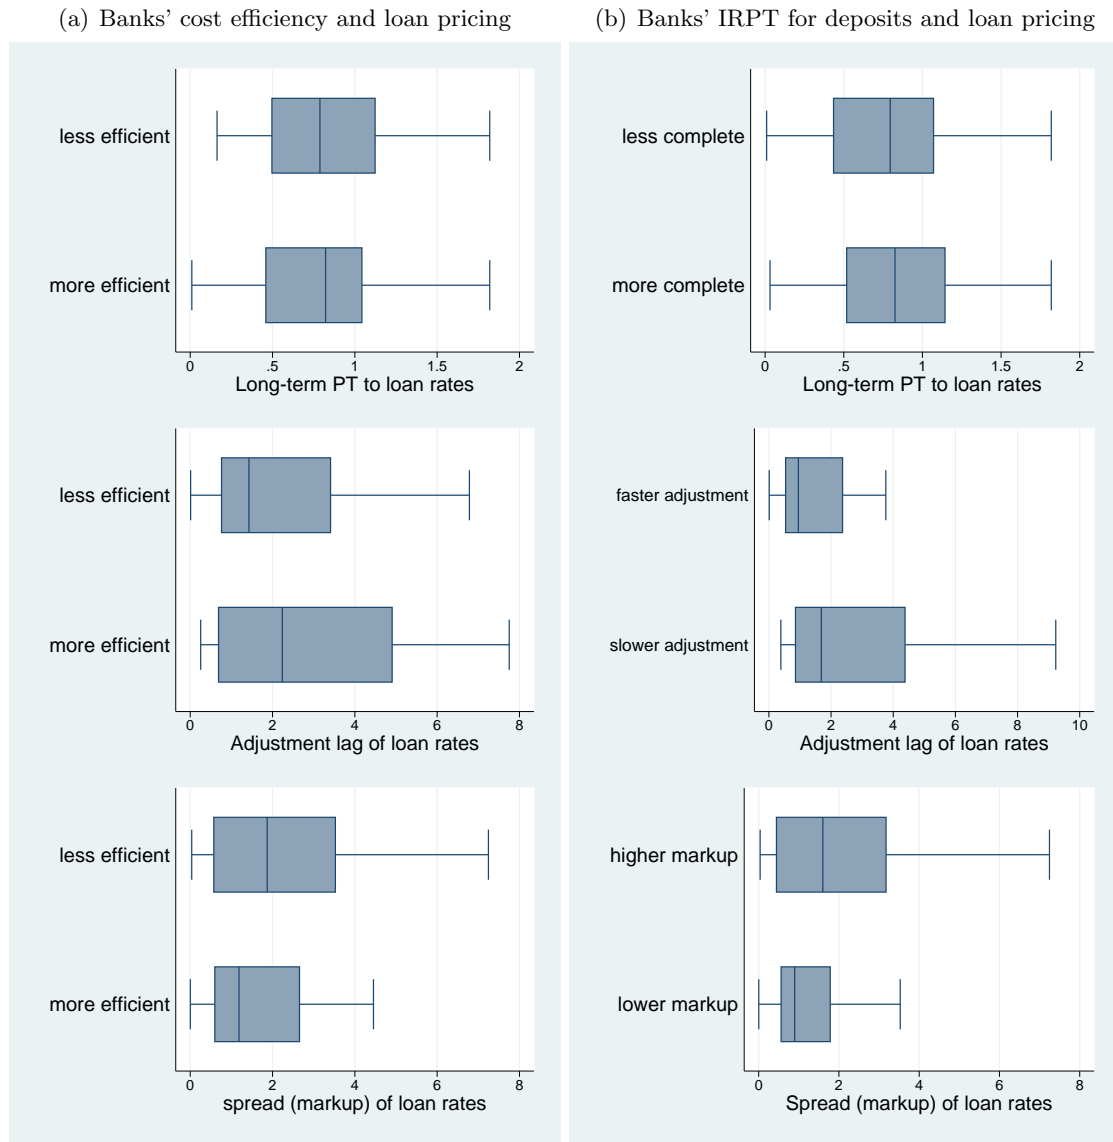 (a) Banks' cost efficiency and loan pricing
less efficient
more efficient
0 .5 1 1.5 2
Long-term PT to loan rates
less efficient
more efficient
0 2 4 6 8
Adjustment lag of loan rates
less efficient
more efficient
0 2 4 6 8
spread (markup) of loan rates
(b) Banks' IRPT for deposits and loan pricing
less complete
more complete
0 .5 1 1.5 2
Long-term PT to loan rates
faster adjustment
slower adjustment
0 2 4 6 8 10
Adjustment lag of loan rates
higher markup
lower markup
0 2 4 6 8
Spread (markup) of loan rates